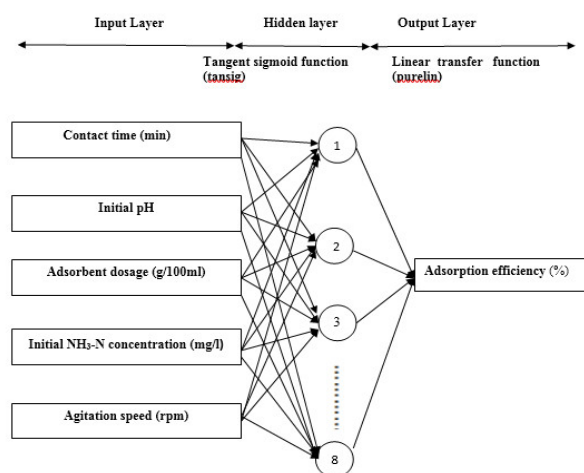 Input Layer
Hidden layer
Output Layer
Tangent sigmoid function
(tansig)
Linear transfer function
(purelin)
Contact time (min)
1
Initial pH
2
Adsorbent dosage (g/100ml)
Adsorption efficiency (%)
3
Initial NH₃-N concentration (mg/l)
Agitation speed (rpm)
8